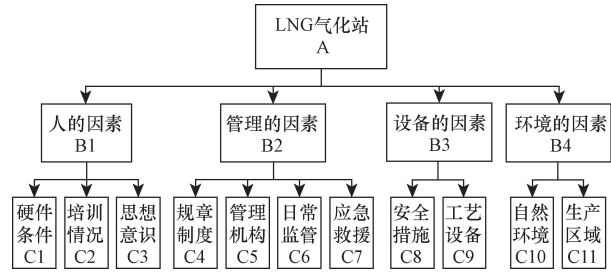 LNG气化站
A
人的因素
B1
管理的因素
B2
设备的因素
B3
环境的因素
B4
硬件
条件
C1
培训
情况
C2
思想
意识
C3
规章
制度
C4
管理
机构
C5
日常
监管
C6
应急
救援
C7
安全
措施
C8
工艺
设备
C9
自然
环境
C10
生产
区域
C11